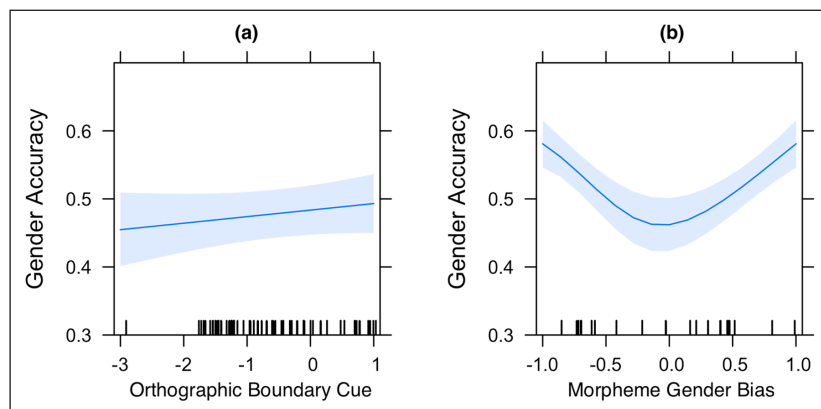 (a)
Gender Accuracy
0.6
0.5
0.4
0.3
-3 -2 -1 0 1
Orthographic Boundary Cue
(b)
Gender Accuracy
0.6
0.5
0.4
0.3
-1.0 -0.5 0.0 0.5 1.0
Morpheme Gender Bias